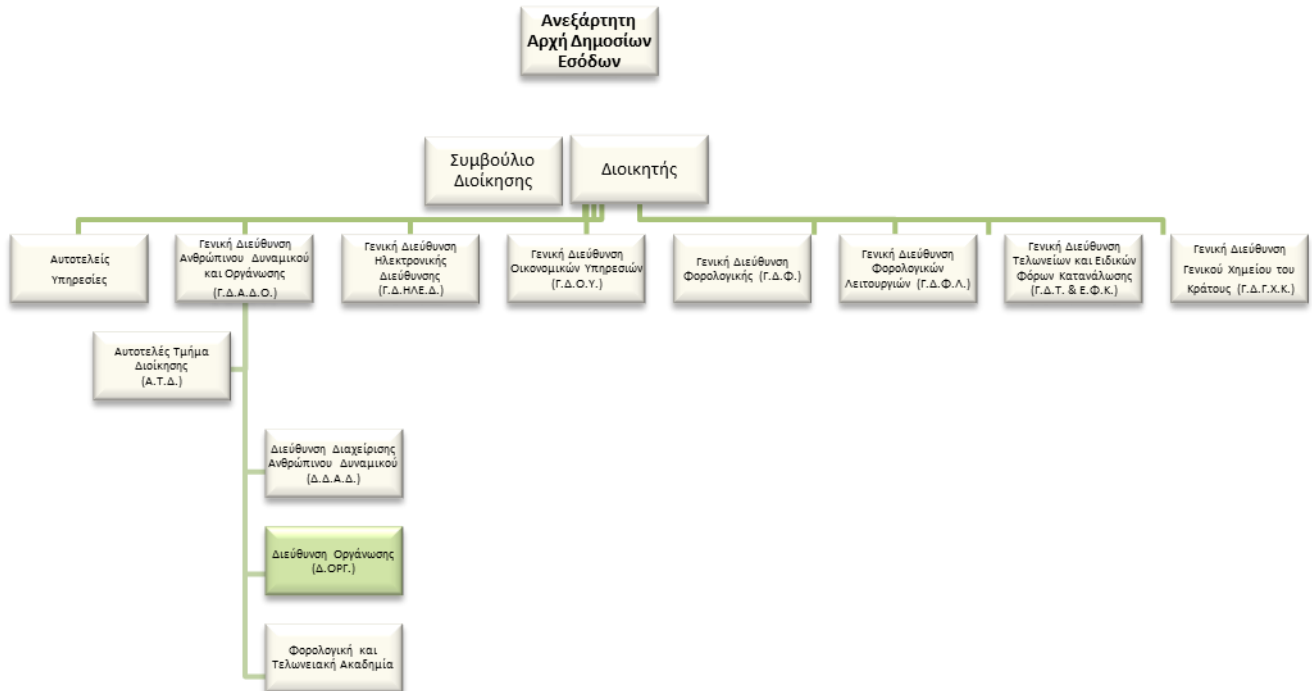 Ανεξάρτητη
Αρχή Δημοσίων
Εσόδων
Συμβούλιο
Διοίκησης
Διοικητής
Αυτοτελείς
Υπηρεσίες
Γενική Διεύθυνση
Ανθρώπινου Δυναμικού
και Οργάνωσης
(Γ.Δ.Α.Δ.Ο.)
Γενική Διεύθυνση
Ηλεκτρονικής
Διεύθυνσης
(Γ.Δ.ΗΛΕ.Δ.)
Γενική Διεύθυνση
Οικονομικών Υπηρεσιών
(Γ.Δ.Ο.Υ.)
Γενική Διεύθυνση
Φορολογικής (Γ.Δ.Φ.)
Γενική Διεύθυνση
Φορολογικών
Λειτουργιών (Γ.Δ.Φ.Λ.)
Γενική Διεύθυνση
Τελωνείων και Ειδικών
Φόρων Κατανάλωσης
(Γ.Δ.Τ. & Ε.Φ.Κ.)
Γενική Διεύθυνση
Γενικού Χημείου του
Κράτους (Γ.Δ.Γ.Χ.Κ.)
Αυτοτελές Τμήμα
Διοίκησης
(Α.Τ.Δ.)
Διεύθυνση Διαχείρισης
Ανθρώπινου Δυναμικού
(Δ.Δ.Α.Δ.)
Διεύθυνση Οργάνωσης
(Δ.ΟΡΓ.)
Φορολογική και
Τελωνειακή Ακαδημία